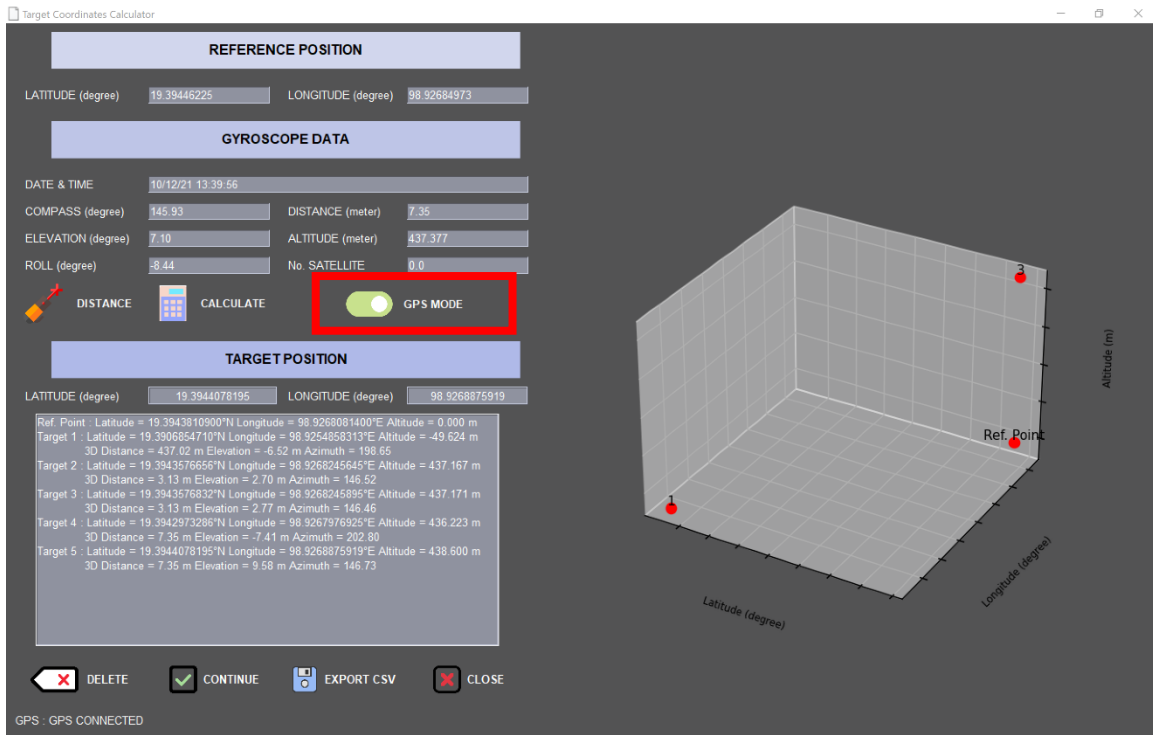 Target Coordinates Calculator
REFERENCE POSITION
LATITUDE (degree) 19.39446225 LONGITUDE (degree) 98.92684973
GYROSCOPE DATA
DATE & TIME 10/12/21 13:39:56
COMPASS (degree) 145.93 DISTANCE (meter) 7.35
ELEVATION (degree) 7.10 ALTITUDE (meter) 437.377
ROLL (degree) -8.44 No. SATELLITE 0.0
DISTANCE CALCULATE GPS MODE
TARGET POSITION
LATITUDE (degree) 19.3944078195 LONGITUDE (degree) 98.9268875919
Ref. Point : Latitude = 19.3943810900°N Longitude = 98.9268081400°E Altitude = 0.000 m
Target 1 : Latitude = 19.3906854710°N Longitude = 98.9254858313°E Altitude = -49.624 m
3D Distance = 437.02 m Elevation = -6.52 m Azimuth = 198.65
Target 2 : Latitude = 19.3943576656°N Longitude = 98.9268245645°E Altitude = 437.167 m
3D Distance = 3.13 m Elevation = 2.70 m Azimuth = 146.52
Target 3 : Latitude = 19.3943576832°N Longitude = 98.9268245895°E Altitude = 437.171 m
3D Distance = 3.13 m Elevation = 2.77 m Azimuth = 146.46
Target 4 : Latitude = 19.3942973286°N Longitude = 98.9267976925°E Altitude = 436.223 m
3D Distance = 7.35 m Elevation = -7.41 m Azimuth = 202.80
Target 5 : Latitude = 19.3944078195°N Longitude = 98.9268875919°E Altitude = 438.600 m
3D Distance = 7.35 m Elevation = 9.58 m Azimuth = 146.73
DELETE CONTINUE EXPORT CSV CLOSE
GPS : GPS CONNECTED
3
Altitude (m)
Ref. Point
1
Longitude (degree)
Latitude (degree)